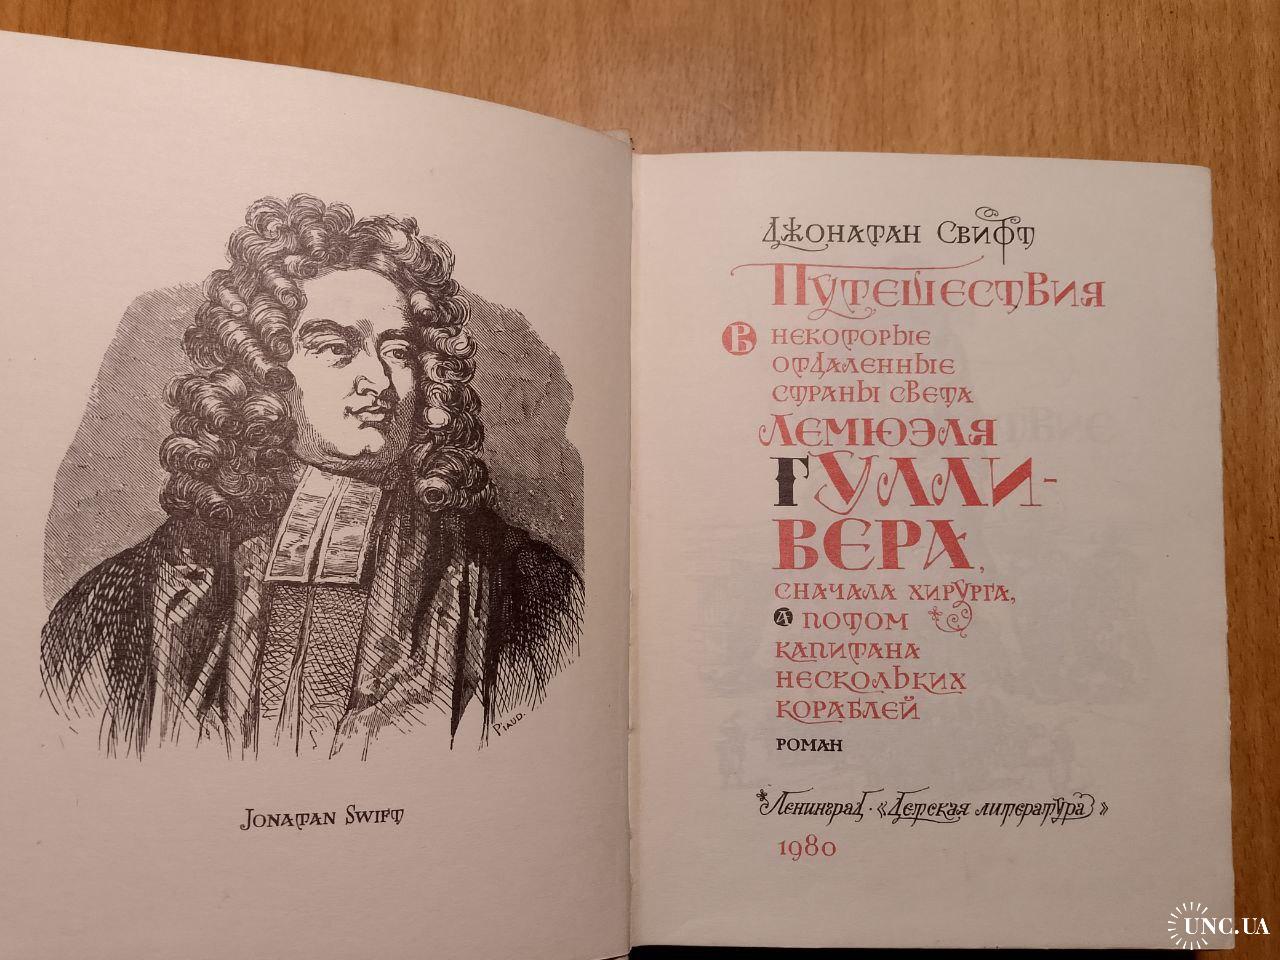 Piaud.
Jonatan Swift
Джонатан Свифт
Путешествия
в некоторые
отдаленные
страны света
Лемюэля
Гулли-
вера,
сначала хирурга,
а потом
капитана
нескольких
кораблей
роман
Ленинград · «Детская литература»
1980
UNC.UA